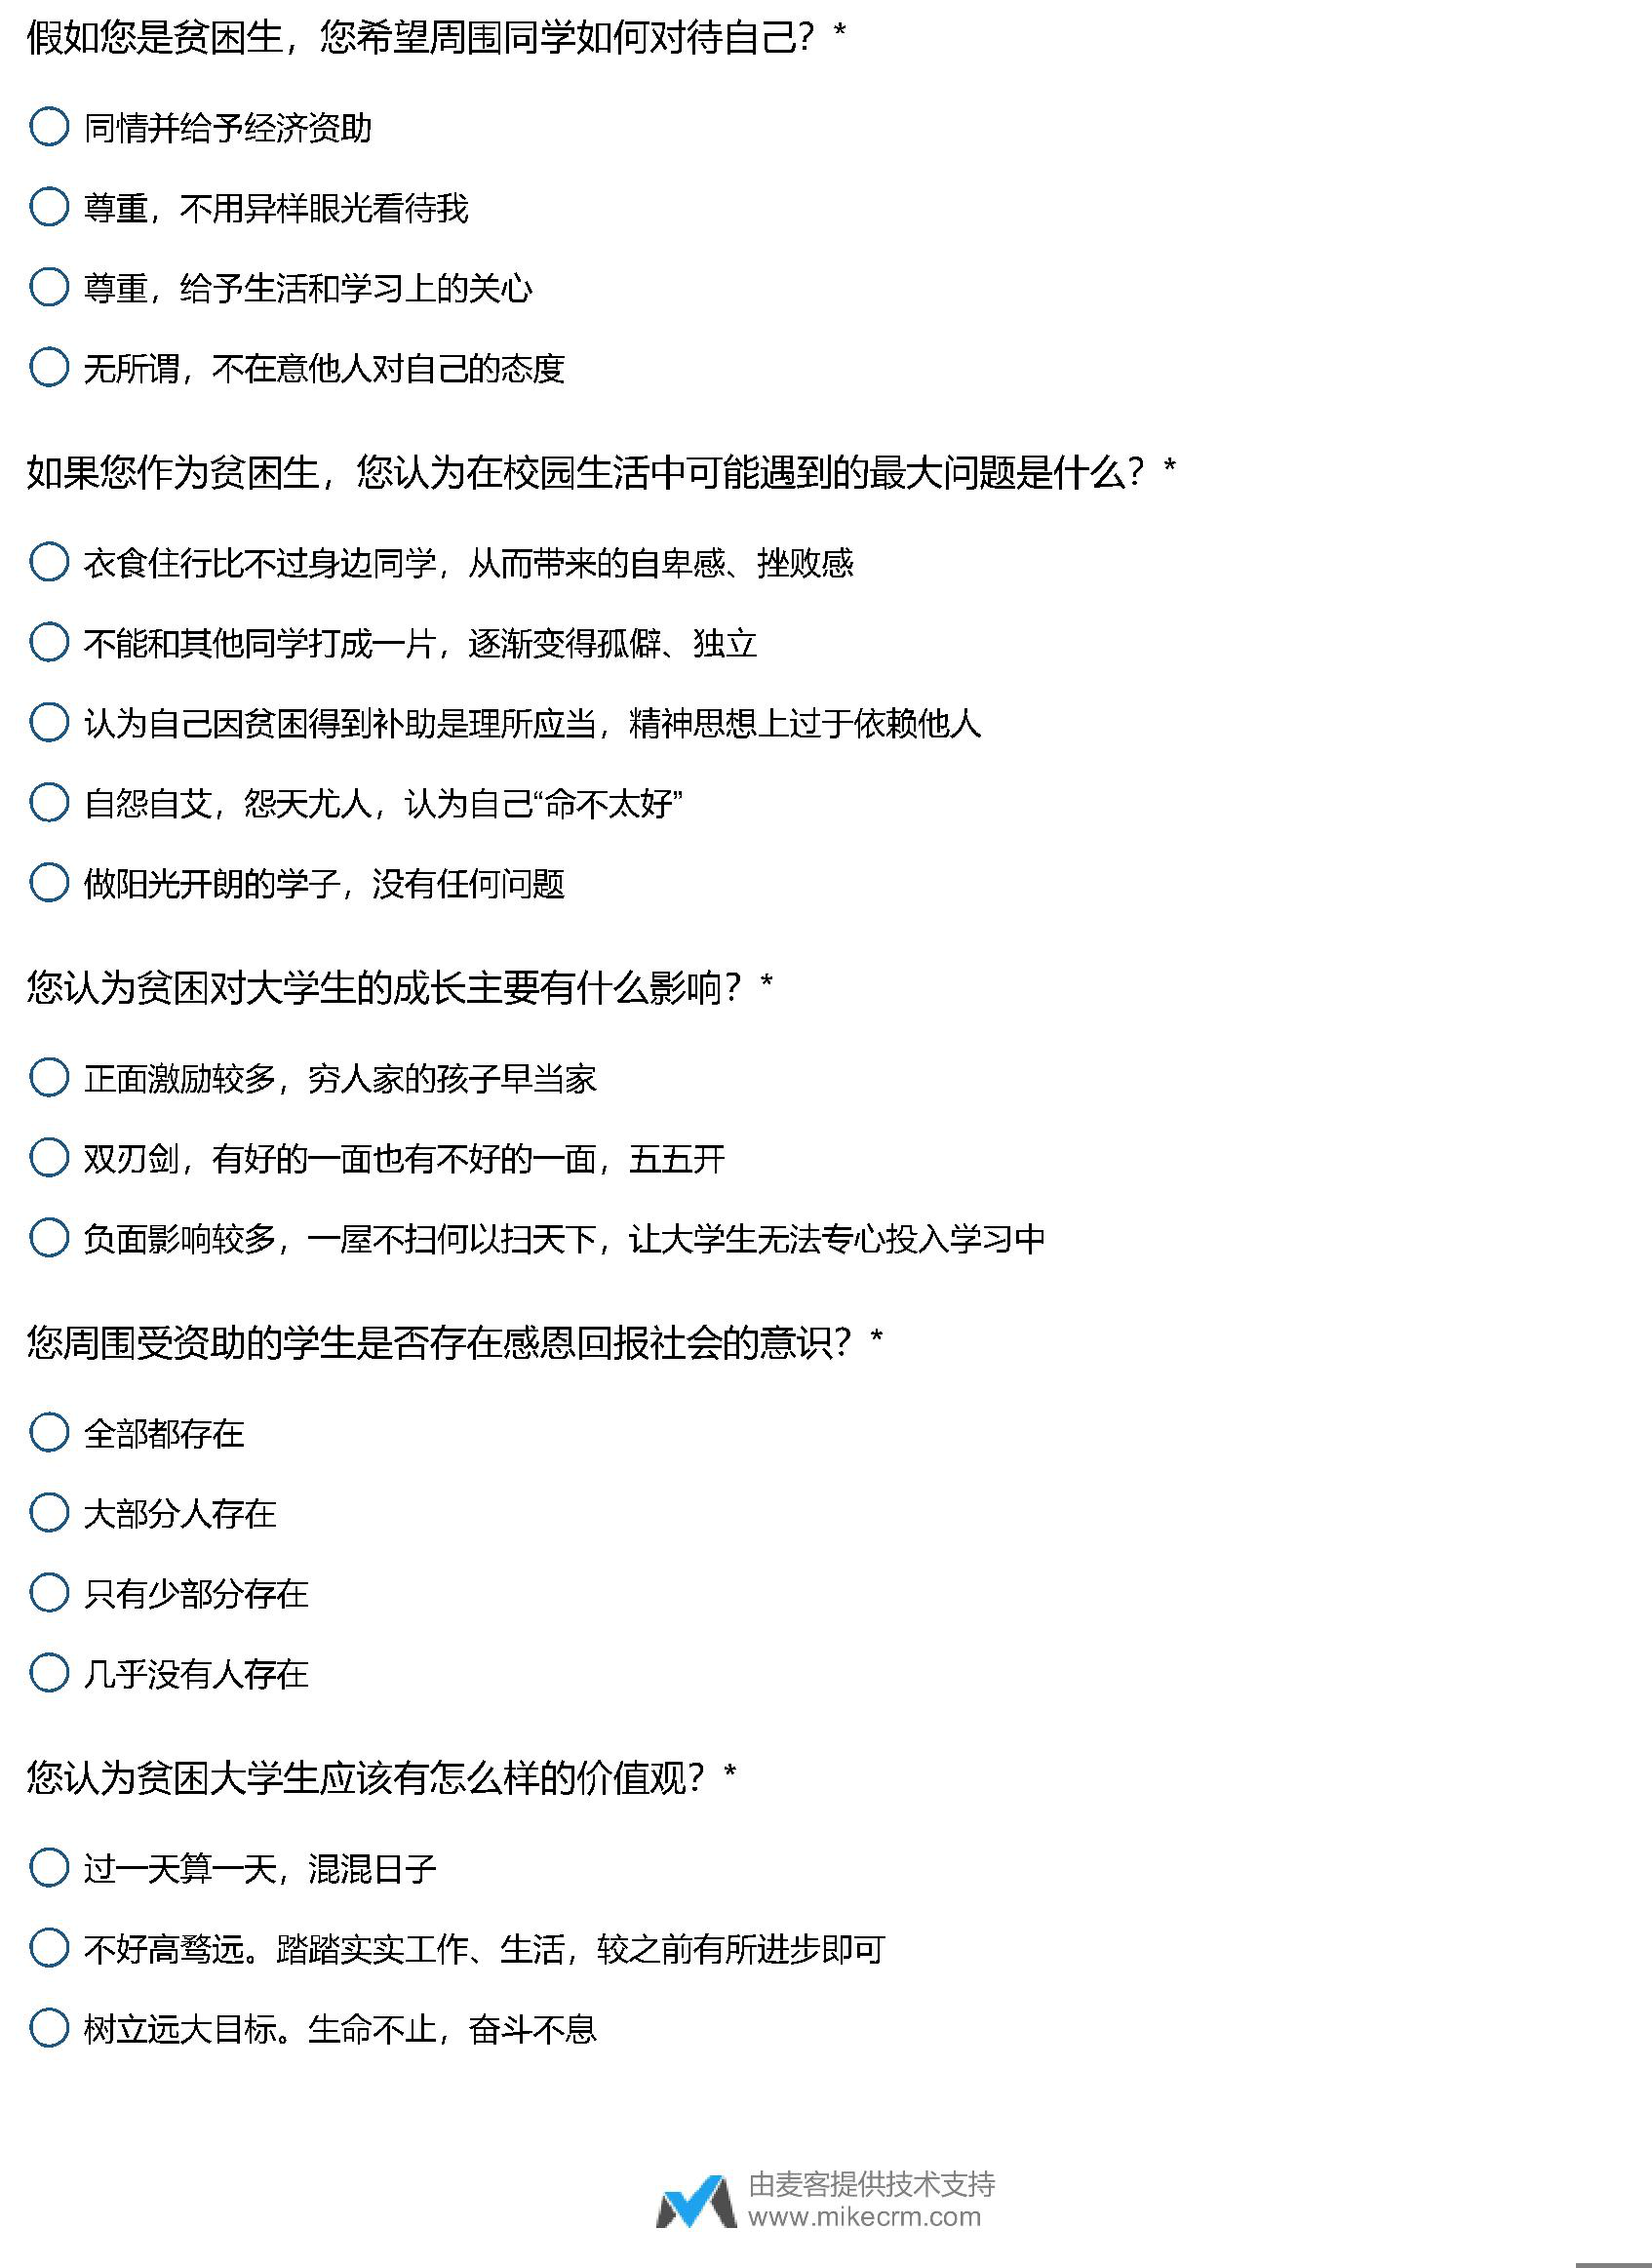 假如您是贫困生，您希望周围同学如何对待自己？*
同情并给予经济资助
尊重，不用异样眼光看待我
尊重，给予生活和学习上的关心
无所谓，不在意他人对自己的态度
如果您作为贫困生，您认为在校园生活中可能遇到的最大问题是什么？*
衣食住行比不过身边同学，从而带来的自卑感、挫败感
不能和其他同学打成一片，逐渐变得孤僻、独立
认为自己因贫困得到补助是理所应当，精神思想上过于依赖他人
自怨自艾，怨天尤人，认为自己“命不太好”
做阳光开朗的学子，没有任何问题
您认为贫困对大学生的成长主要有什么影响？*
正面激励较多，穷人家的孩子早当家
双刃剑，有好的一面也有不好的一面，五五开
负面影响较多，一屋不扫何以扫天下，让大学生无法专心投入学习中
您周围受资助的学生是否存在感恩回报社会的意识？*
全部都存在
大部分人存在
只有少部分存在
几乎没有人存在
您认为贫困大学生应该有怎么样的价值观？*
过一天算一天，混混日子
不好高骛远。踏踏实实工作、生活，较之前有所进步即可
树立远大目标。生命不止，奋斗不息
由麦客提供技术支持
www.mikecrm.com